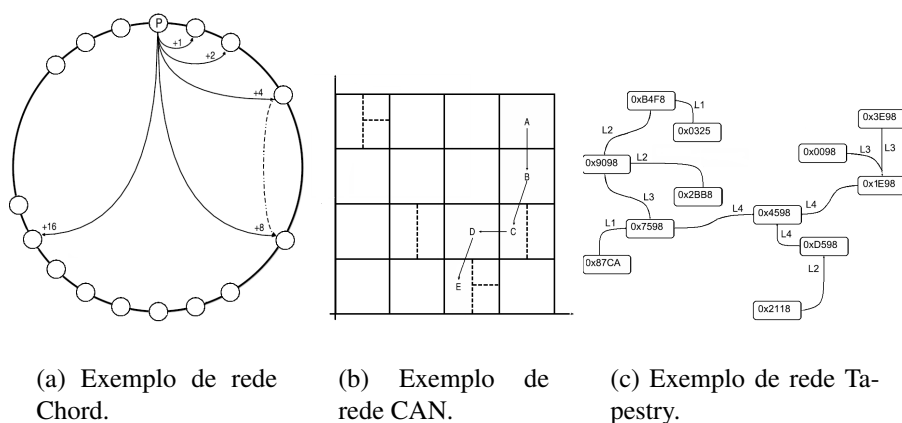 P
+1
+2
+4
+8
+16
A
B
C
D
E
0xB4F8
L1
0x0325
L2
0x9098
L2
0x2BB8
L3
L1
0x7598
0x87CA
L4
0x4598
L4
L4
0xD598
L2
0x2118
0x3E98
L3
0x0098
L3
0x1E98
(a) Exemplo de rede
Chord.
(b) Exemplo de
rede CAN.
(c) Exemplo de rede Ta-
pestry.